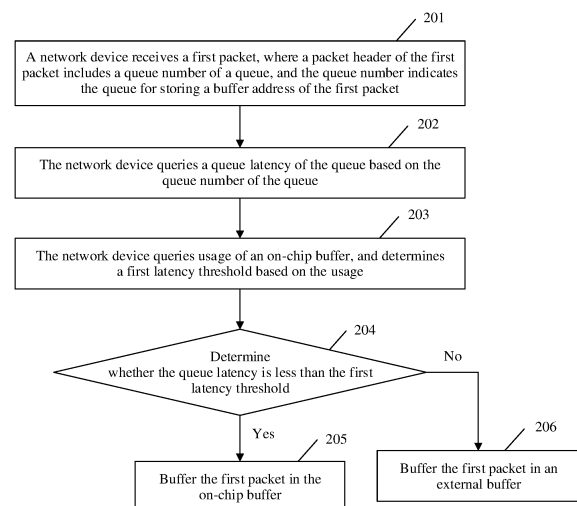 201
A network device receives a first packet, where a packet header of the first
packet includes a queue number of a queue, and the queue number indicates
the queue for storing a buffer address of the first packet
202
The network device queries a queue latency of the queue based on the
queue number of the queue
203
The network device queries usage of an on-chip buffer, and determines
a first latency threshold based on the usage
204
Determine
whether the queue latency is less than the first
latency threshold
No
Yes
205
Buffer the first packet in the
on-chip buffer
206
Buffer the first packet in an
external buffer